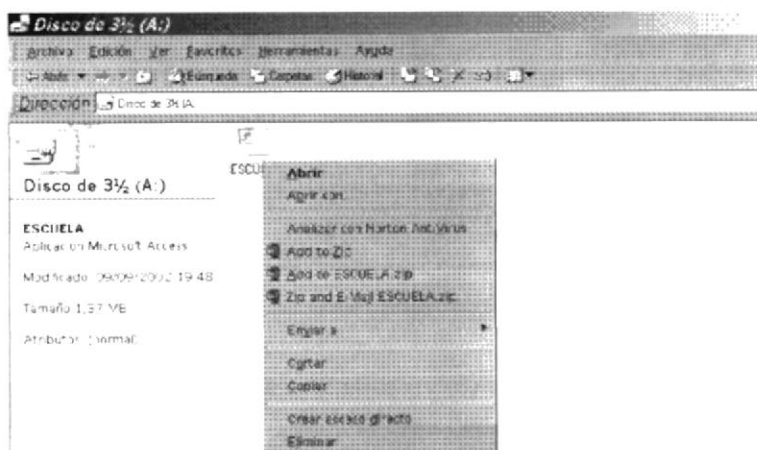 Disco de 3½ (A:)
Archivo Edición Ver Favoritos Herramientas Ayuda
Atrás Búsqueda Carpetas Historial
Dirección Disco de 3½ (A:
Disco de 3½ (A:)
ESCUELA
Aplicación Microsoft Access
Modificado: 09/09/2002 19:48
Tamaño 1,37 MB
Atributos: (normal)
ESCUE
Abrir
Abrir con
Analizar con Norton AntiVirus
Add to Zip
Add to ESCUELA.zip
Zip and E-Mail ESCUELA.zip
Enviar a
Cortar
Copiar
Crear acceso directo
Eliminar